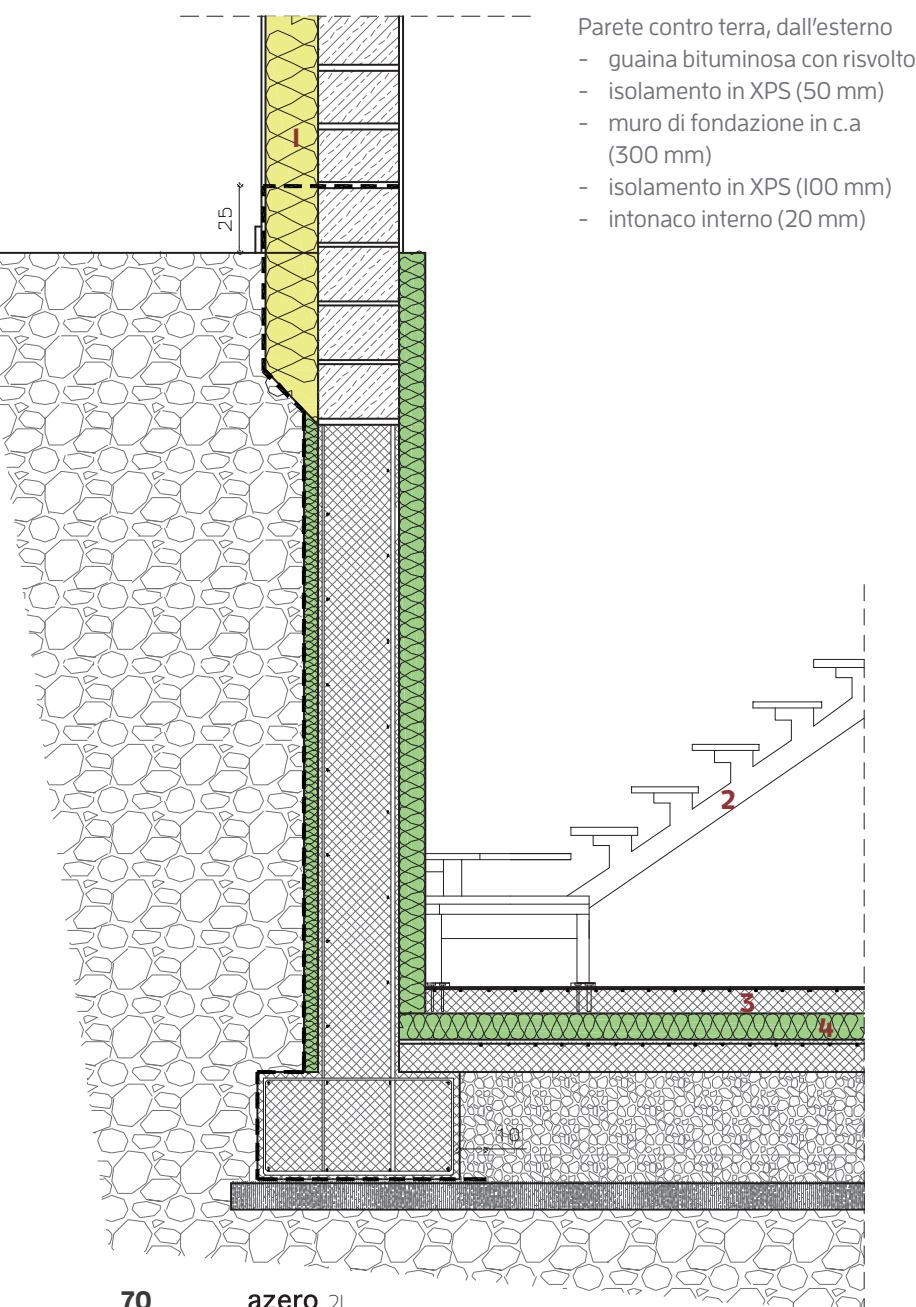 Parete contro terra, dall'esterno
- guaina bituminosa con risvolto
- isolamento in XPS (50 mm)
- muro di fondazione in c.a
(300 mm)
- isolamento in XPS (100 mm)
- intonaco interno (20 mm)
1
25
2
3
4
10
70 azero 21